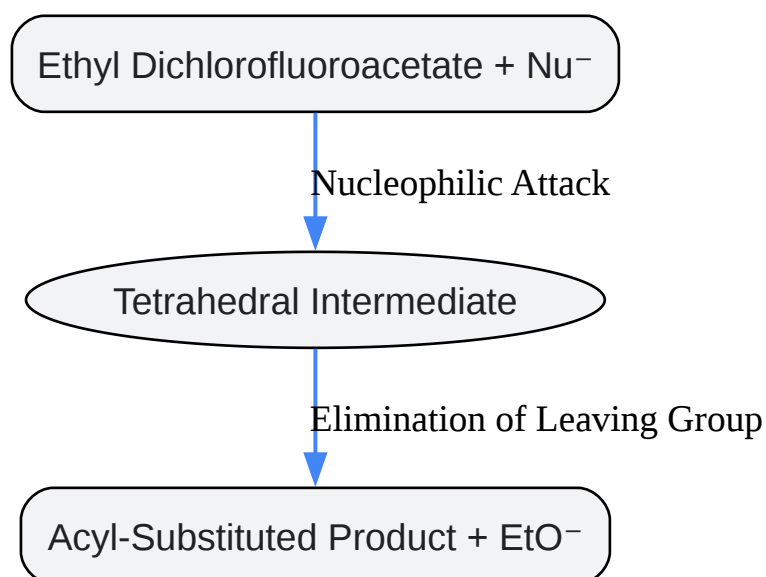 Ethyl Dichlorofluoroacetate + Nu⁻
Nucleophilic Attack
Tetrahedral Intermediate
Elimination of Leaving Group
Acyl-Substituted Product + EtO⁻